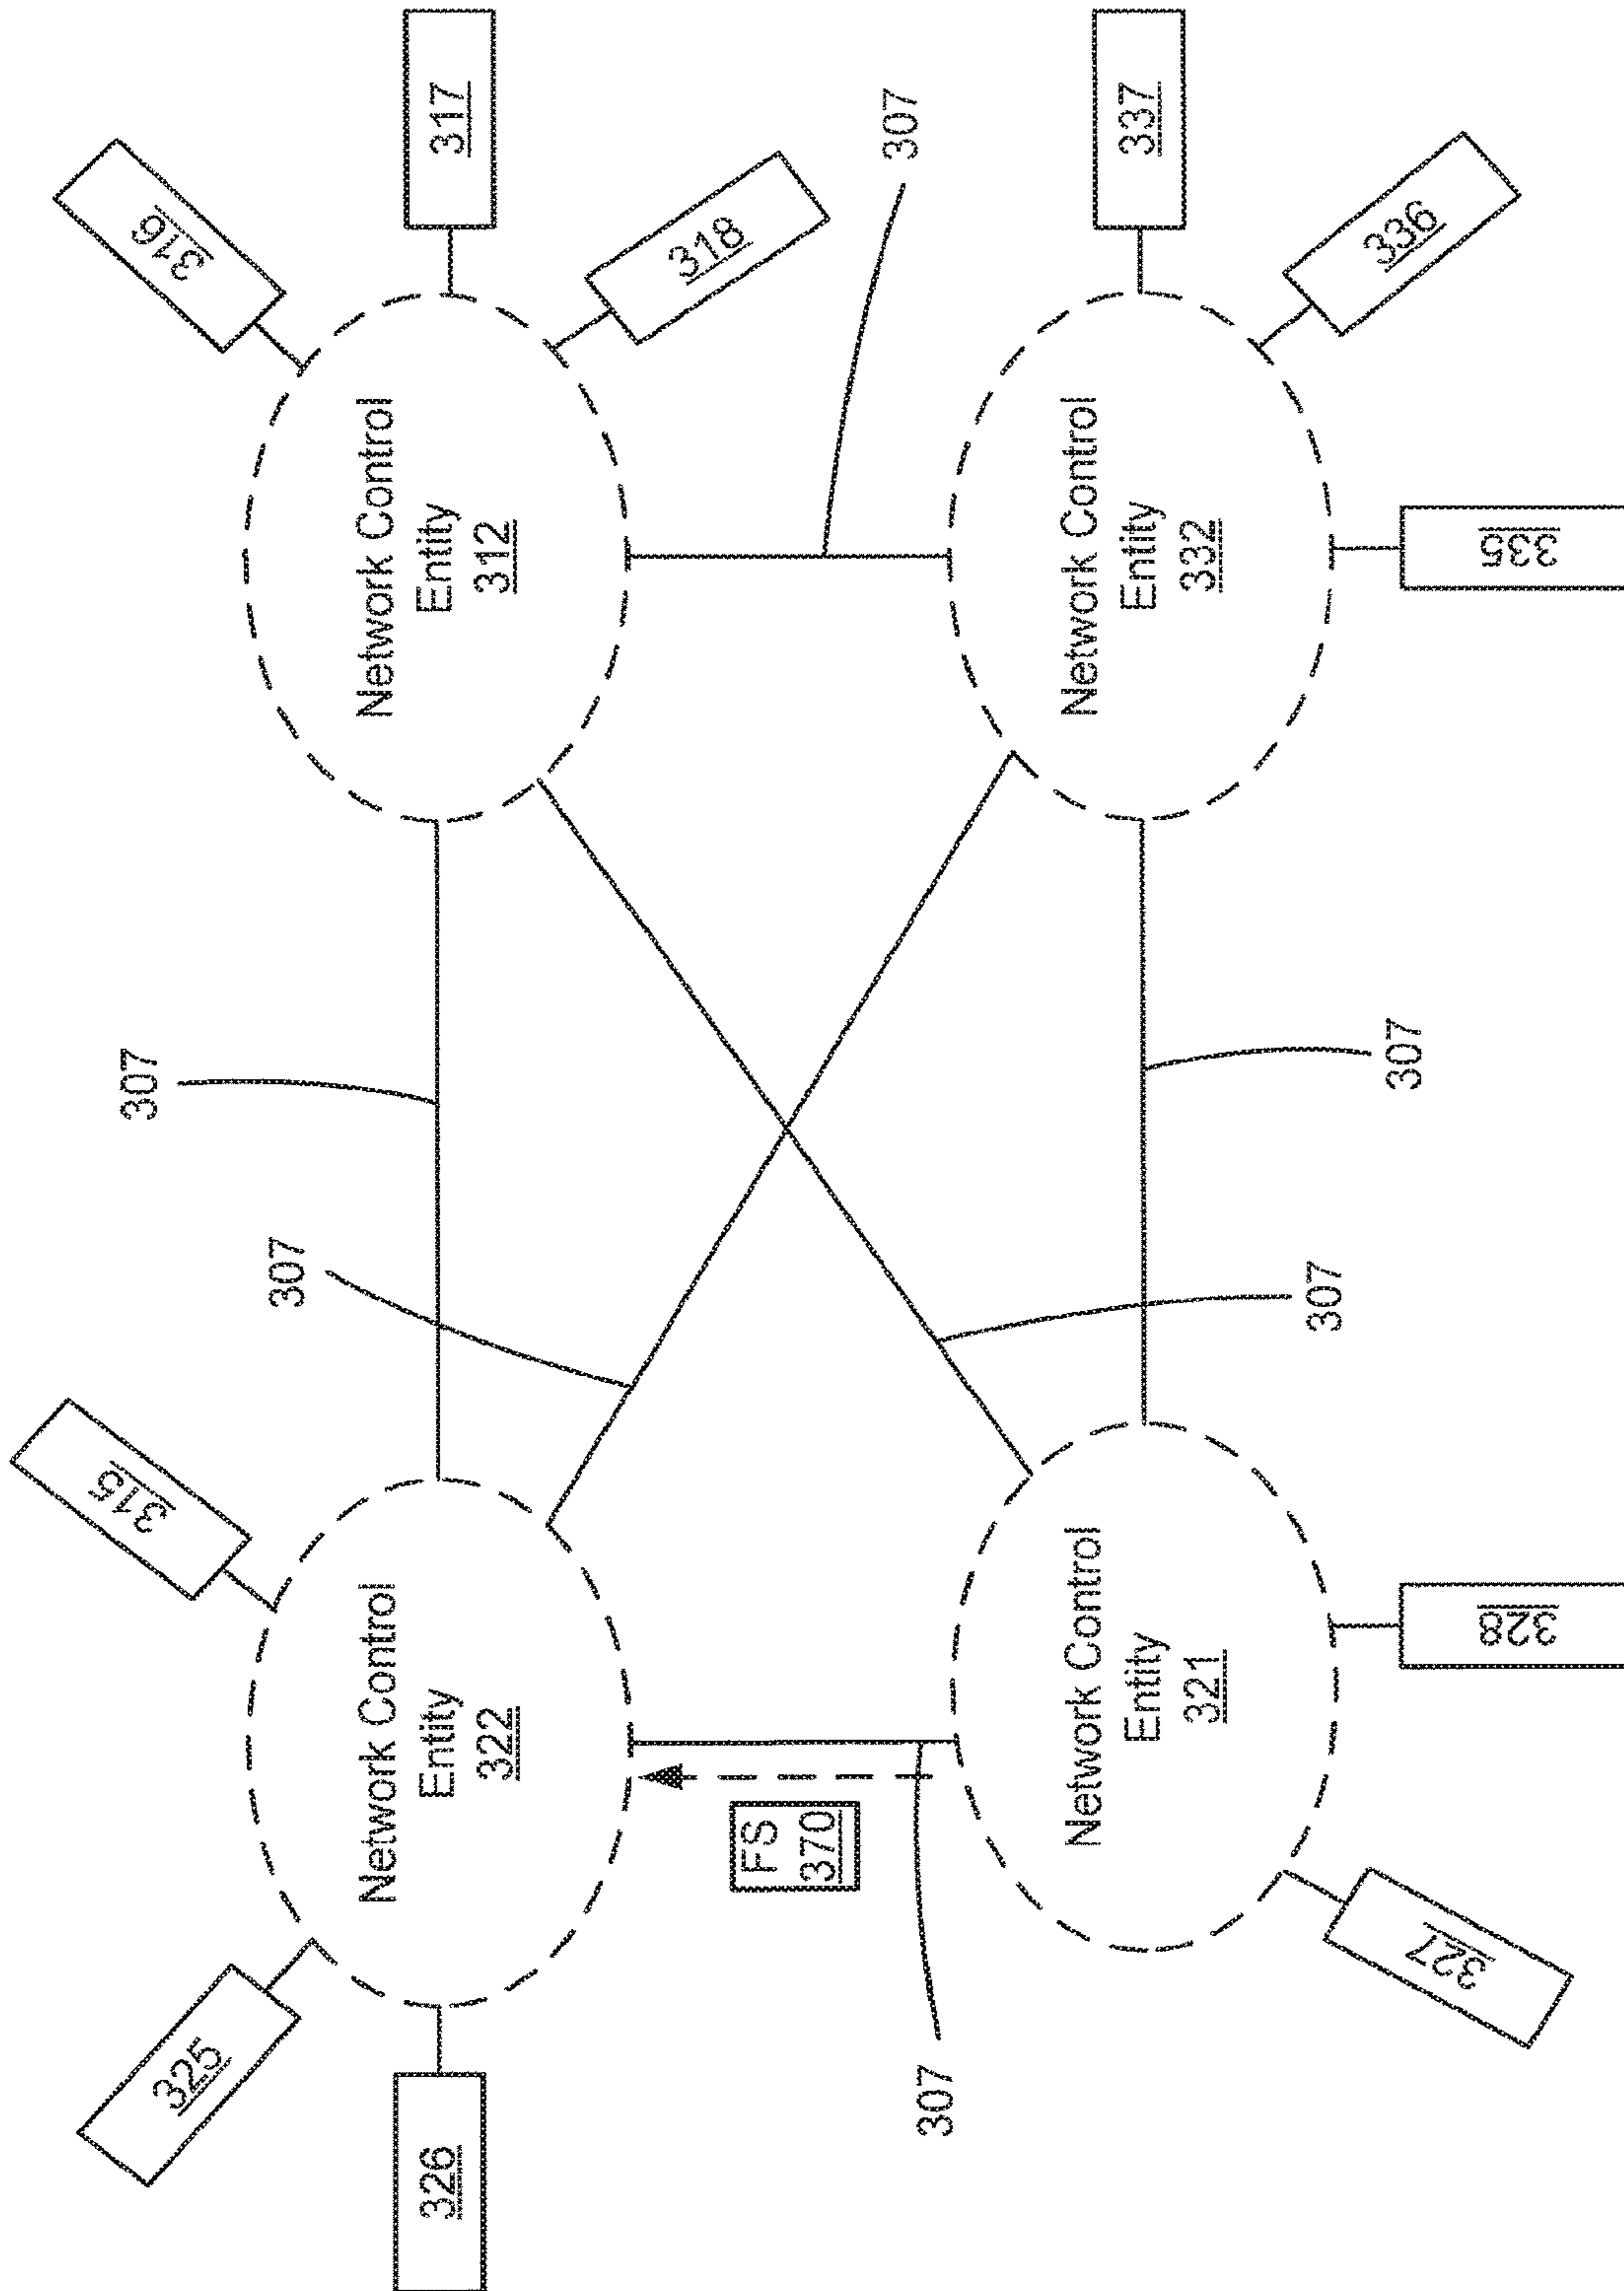 325
315
307
316
307
326
Network Control
Entity
322
Network Control
Entity
312
317
318
FS
370
307
307
Network Control
Entity
321
Network Control
Entity
332
337
307
307
336
327
328
335